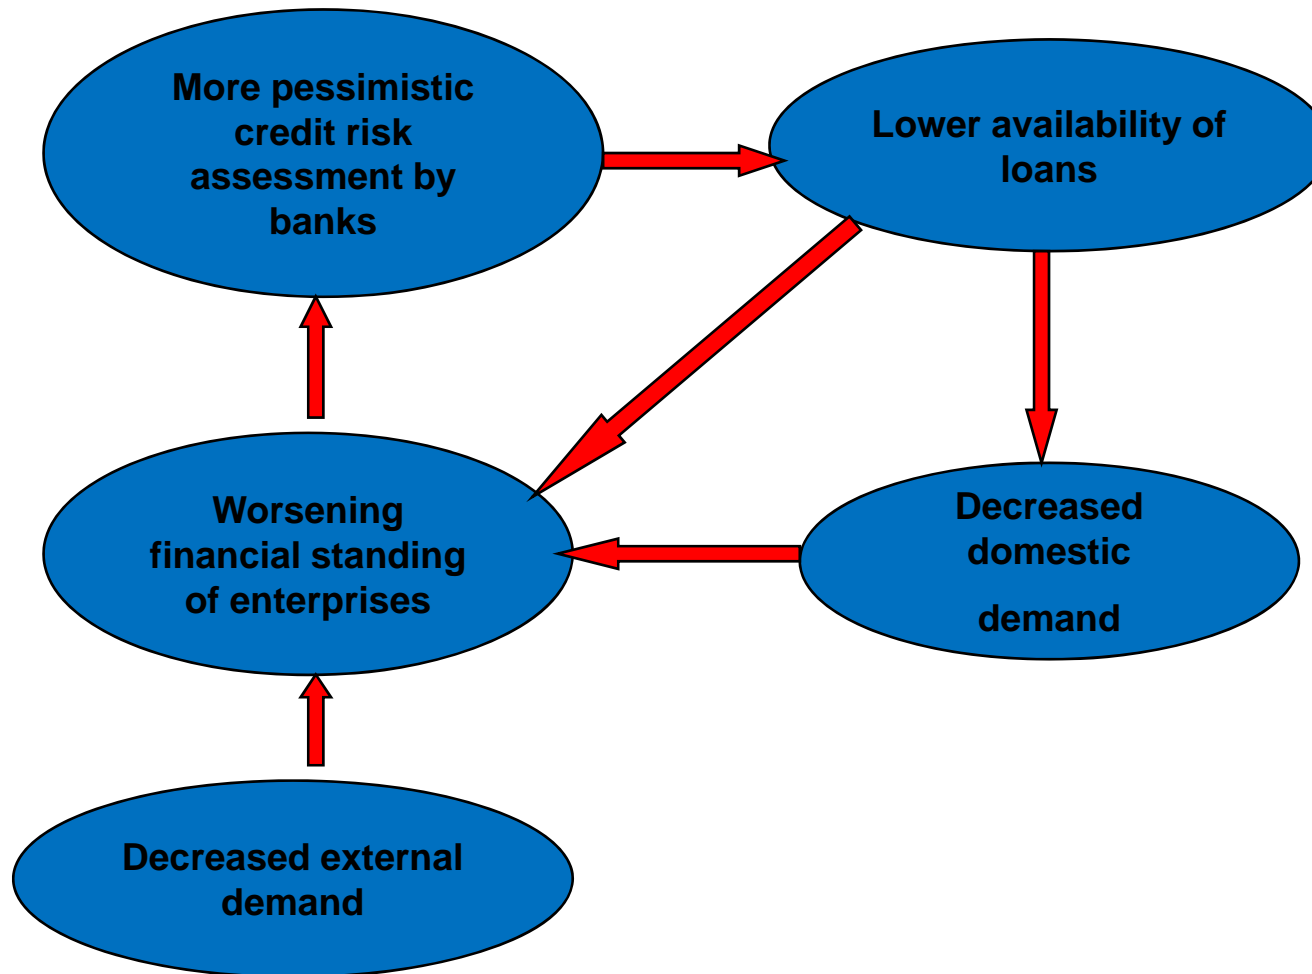 More pessimistic
credit risk
assessment by
banks
Lower availability of
loans
Worsening
financial standing
of enterprises
Decreased
domestic
demand
Decreased external
demand